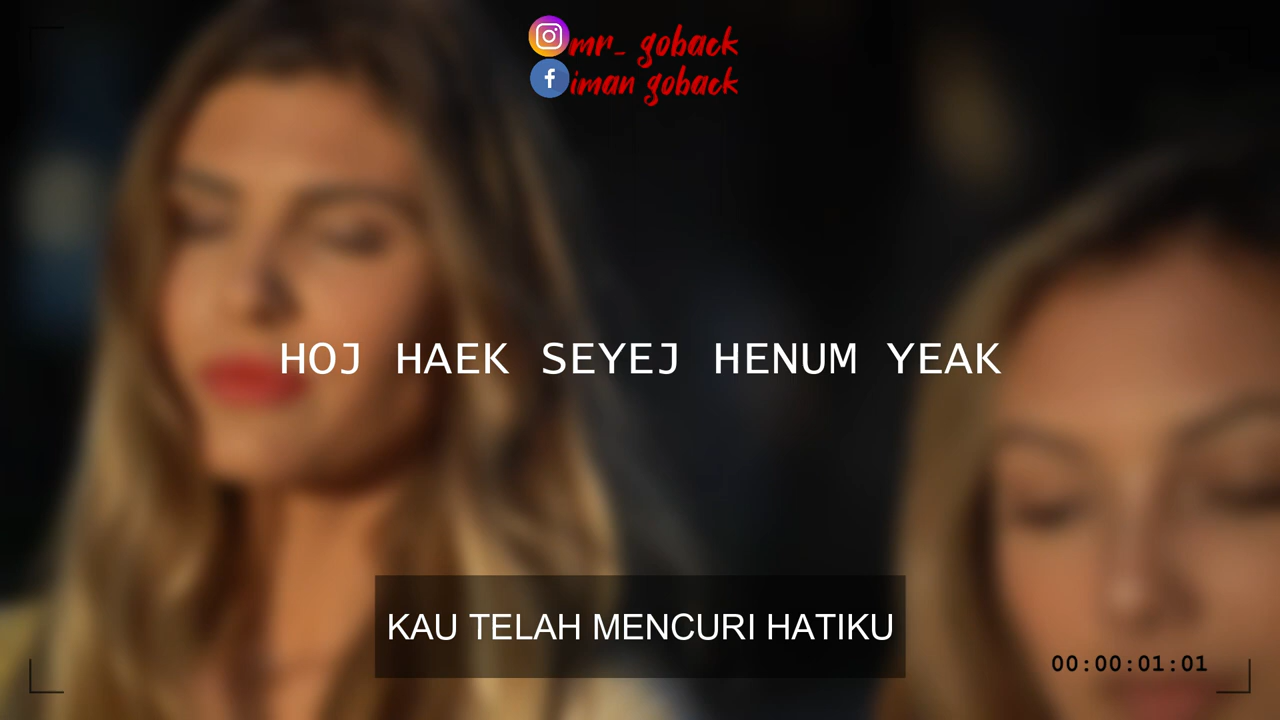 mr_ goback
iman goback
HOJ HAEK SEYEJ HENUM YEAK
KAU TELAH MENCURI HATIKU
00:00:01:01